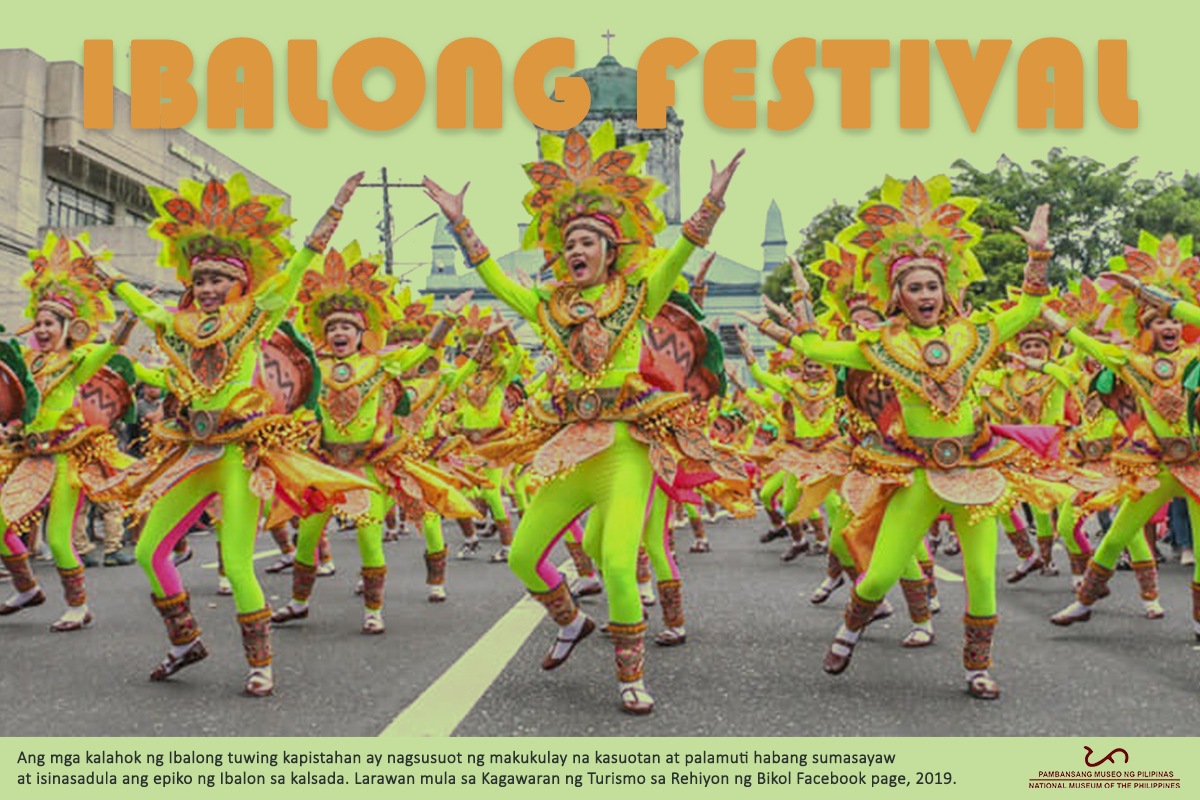 IBALONG FESTIVAL
Ang mga kalahok ng Ibalong tuwing kapistahan ay nagsusuot ng makukulay na kasuotan at palamuti habang sumasayaw
at isinasadula ang epiko ng Ibalon sa kalsada. Larawan mula sa Kagawaran ng Turismo sa Rehiyon ng Bikol Facebook page, 2019.
PAMBANSANG MUSEO NG PILIPINAS
NATIONAL MUSEUM OF THE PHILIPPINES